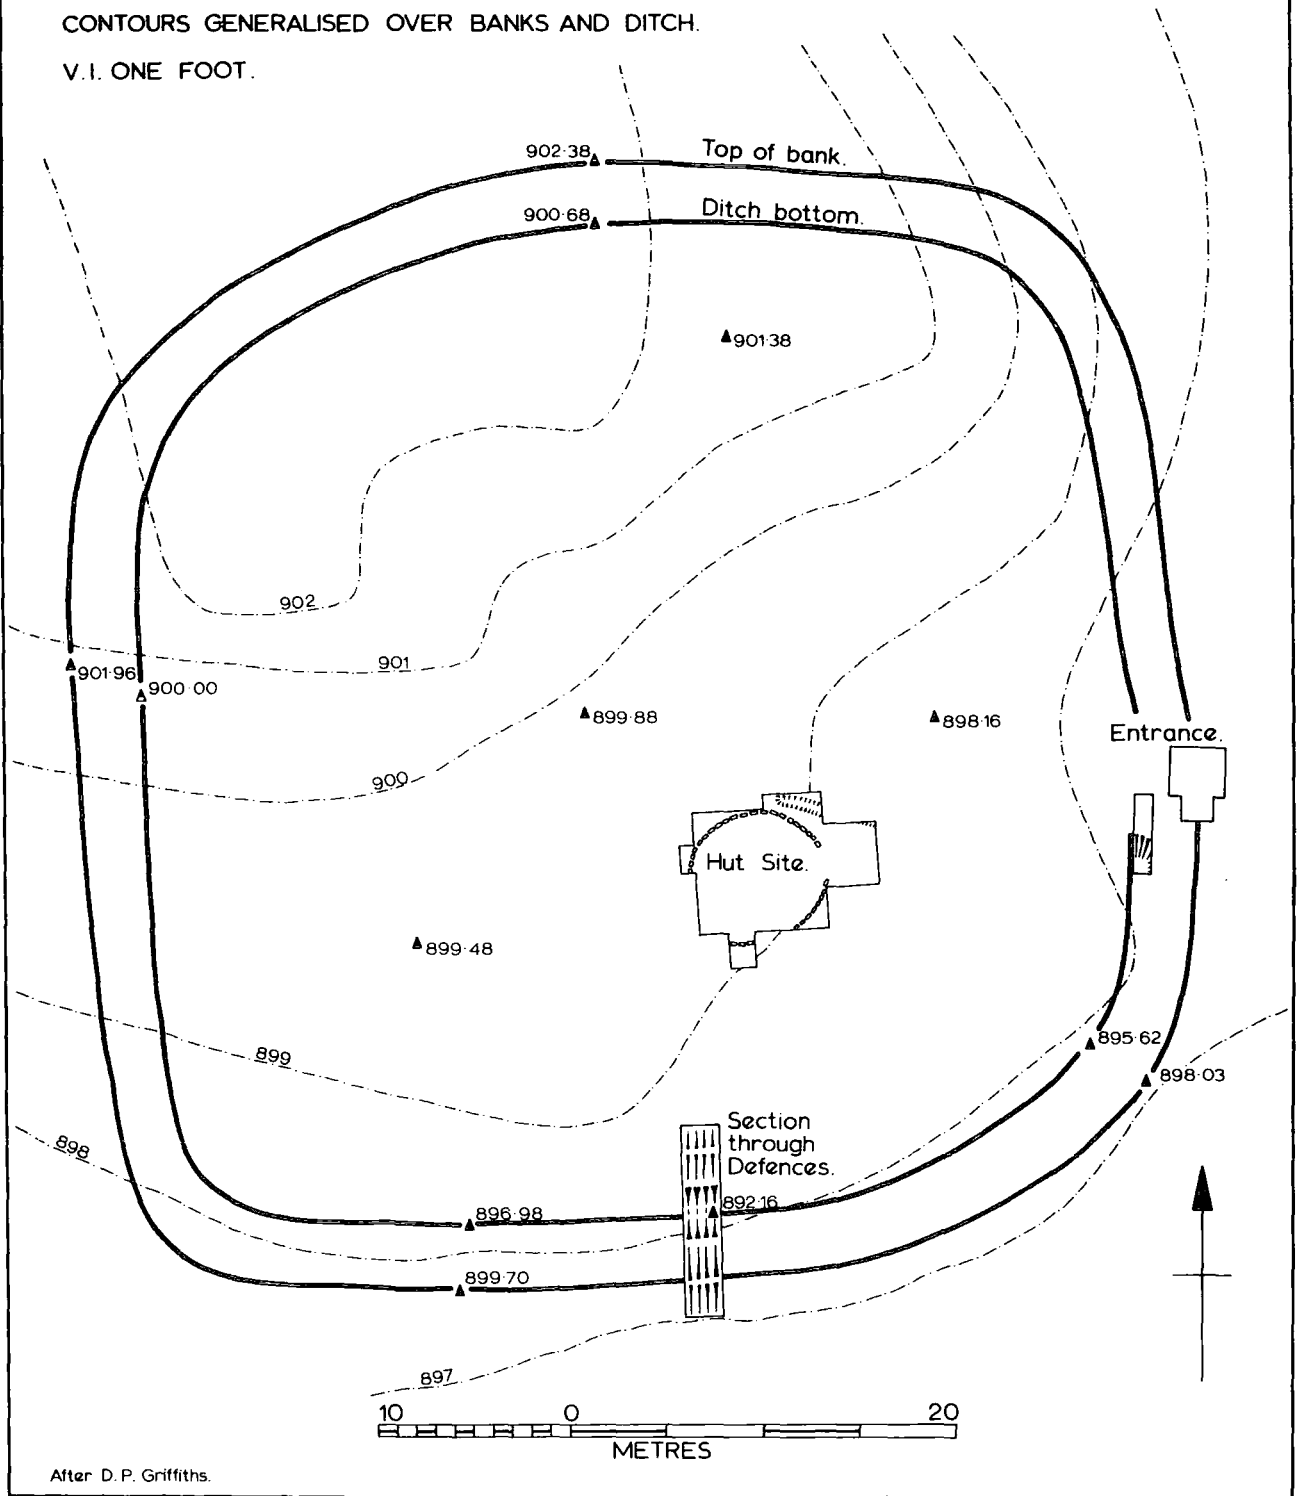 CONTOURS GENERALISED OVER BANKS AND DITCH.
V.I. ONE FOOT.
902·38
Top of bank.
900·68
Ditch bottom.
901·38
902
901
901·96
900·00
899·88
898·16
Entrance.
900
Hut Site.
899·48
899
895·62
898·03
898
Section
through
Defences.
892·16
896·98
899·70
897
10 0 20
METRES
After D. P. Griffiths.